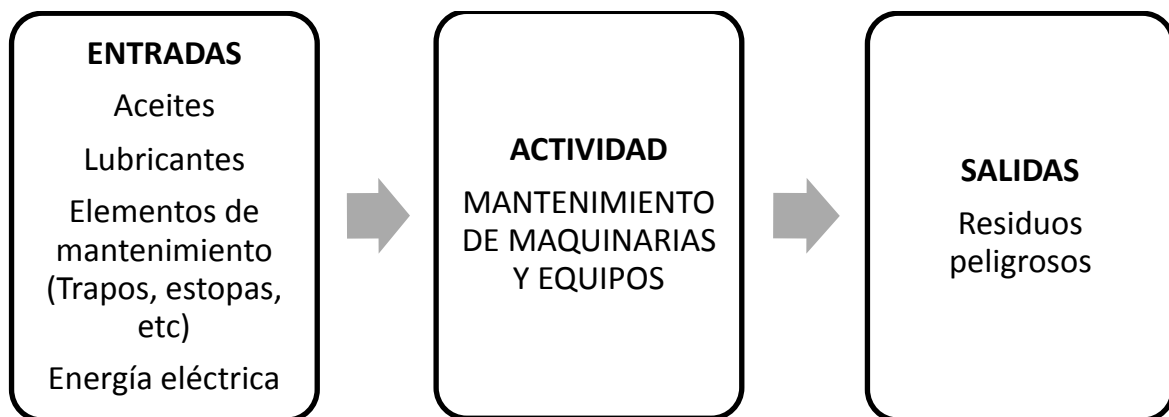 ENTRADAS
Aceites
Lubricantes
Elementos de
mantenimiento
(Trapos, estopas,
etc)
Energía eléctrica
ACTIVIDAD
MANTENIMIENTO
DE MAQUINARIAS
Y EQUIPOS
SALIDAS
Residuos
peligrosos